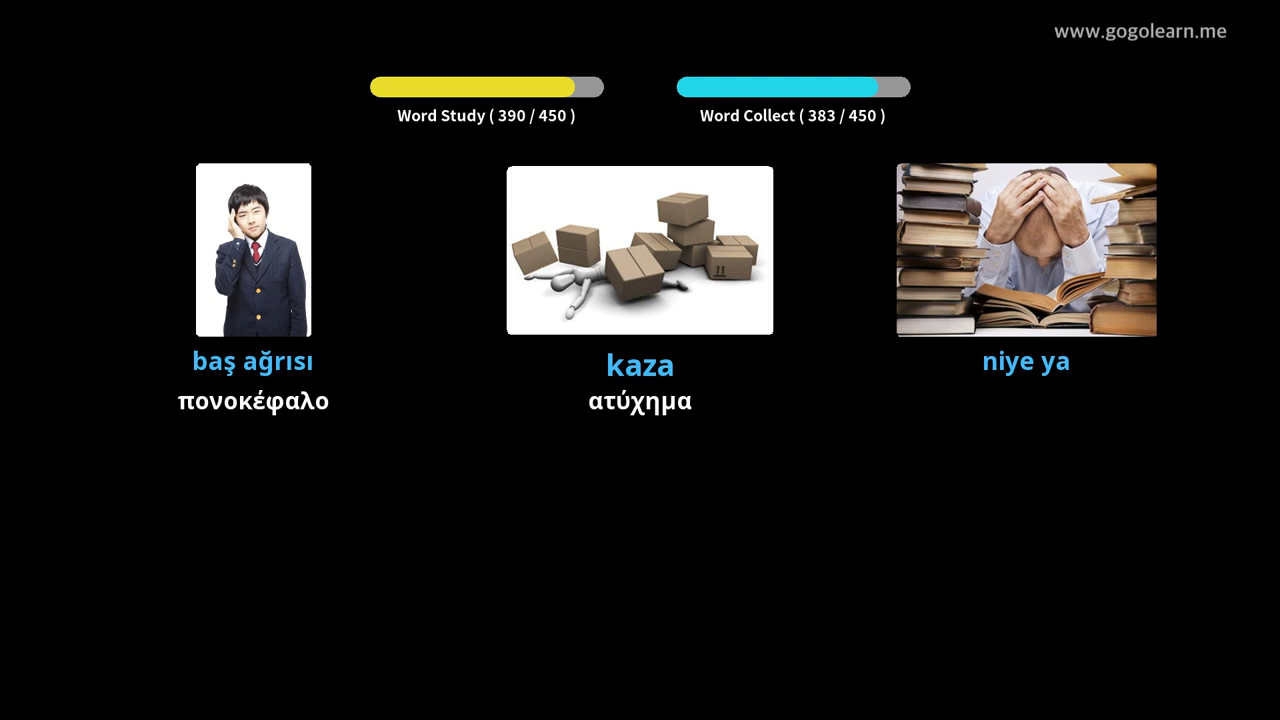 www.gogolearn.me
Word Study ( 390 / 450 )
Word Collect ( 383 / 450 )
baş ağrısı
πονοκέφαλο
kaza
ατύχημα
niye ya